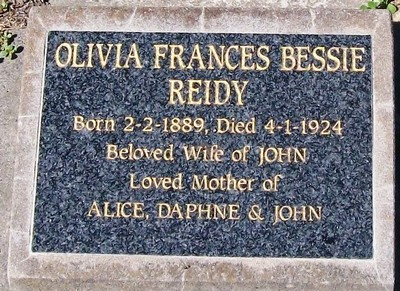 OLIVIA FRANCES BESSIE
REIDY
Born 2-2-1889, Died 4-1-1924
Beloved Wife of JOHN
Loved Mother of
ALICE, DAPHNE & JOHN